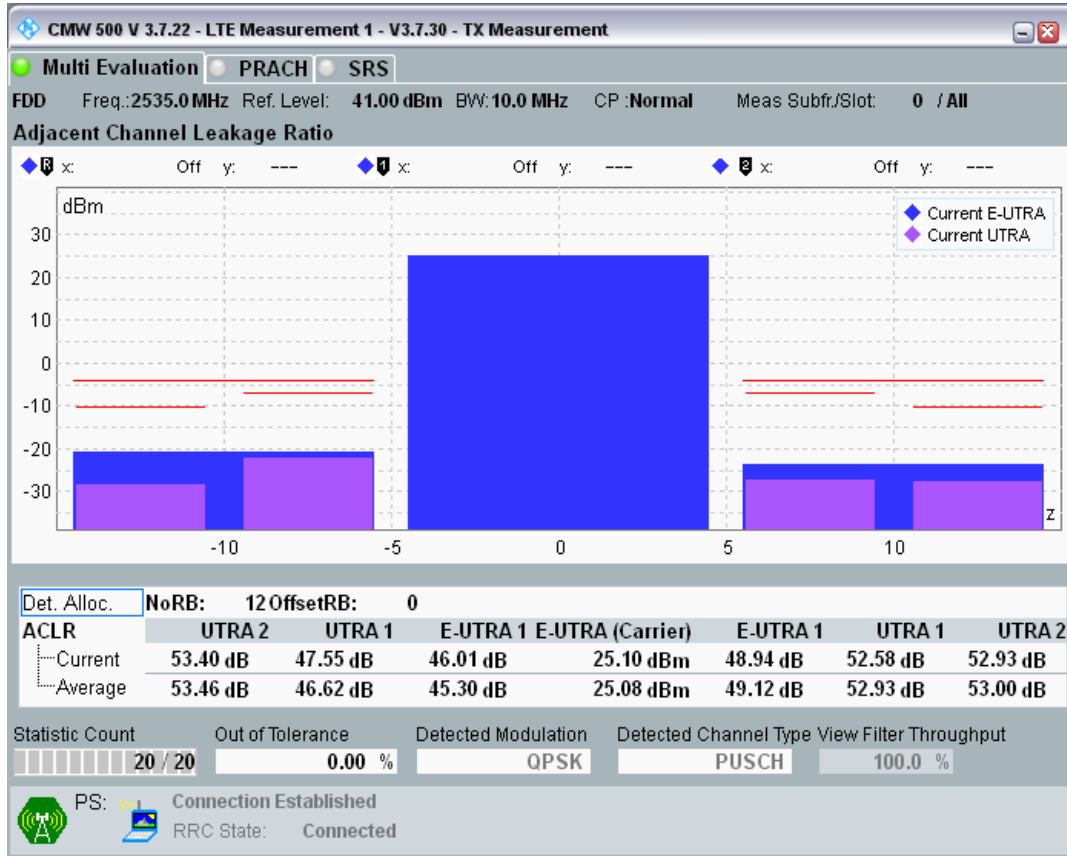 CMW 500 V 3.7.22 - LTE Measurement 1 - V3.7.30 - TX Measurement
Multi Evaluation PRACH SRS
FDD Freq.:2535.0 MHz Ref. Level: 41.00 dBm BW:10.0 MHz CP :Normal Meas Subfr./Slot: 0 / All
Adjacent Channel Leakage Ratio
R x: Off y: --- 1 x: Off y: --- 2 x: Off y: ---
dBm
Current E-UTRA
Current UTRA
30
20
10
0
-10
-20
-30
z
-10 -5 0 5 10
Det. Alloc. NoRB: 12 OffsetRB: 0
ACLR UTRA 2 UTRA 1 E-UTRA 1 E-UTRA (Carrier) E-UTRA 1 UTRA 1 UTRA 2
Current 53.40 dB 47.55 dB 46.01 dB 25.10 dBm 48.94 dB 52.58 dB 52.93 dB
Average 53.46 dB 46.62 dB 45.30 dB 25.08 dBm 49.12 dB 52.93 dB 53.00 dB
Statistic Count Out of Tolerance Detected Modulation Detected Channel Type View Filter Throughput
20 / 20 0.00 % QPSK PUSCH 100.0 %
PS: Connection Established
RRC State: Connected